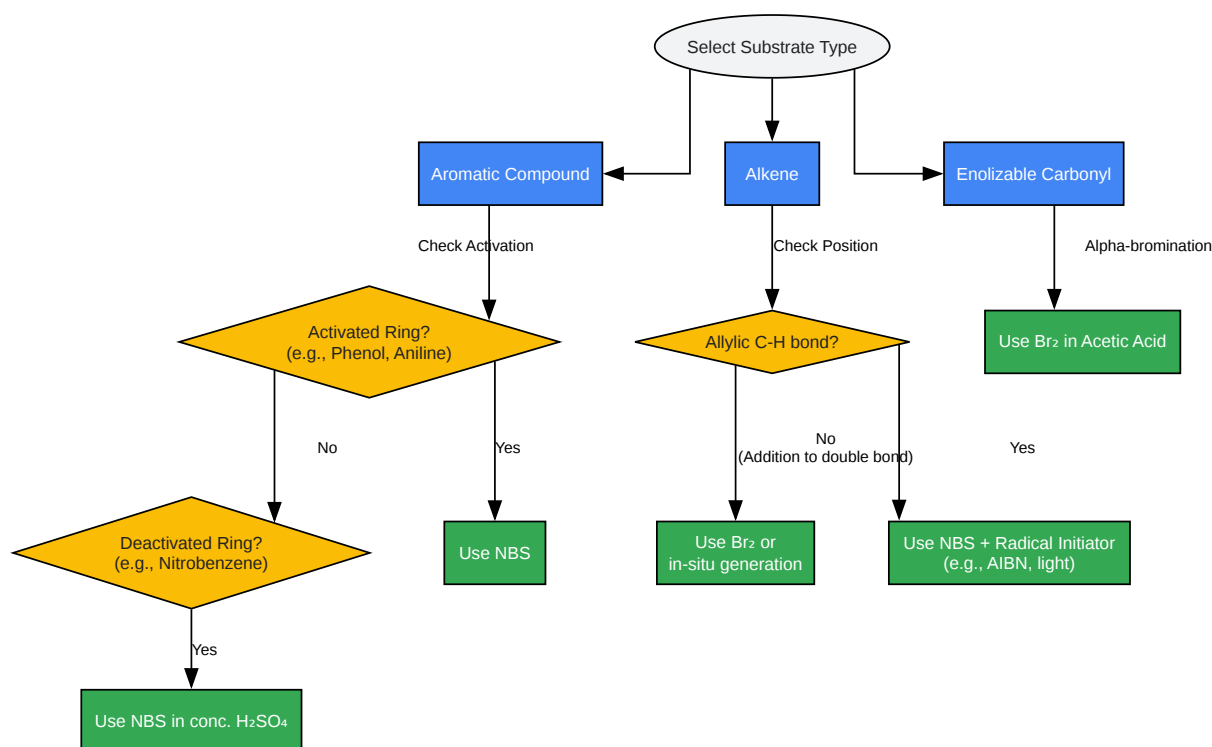 Select Substrate Type
Aromatic Compound
Alkene
Enolizable Carbonyl
Check Activation
Check Position
Alpha-bromination
Activated Ring?
(e.g., Phenol, Aniline)
Allylic C-H bond?
Use Br₂ in Acetic Acid
No
Yes
No
(Addition to double bond)
Yes
Deactivated Ring?
(e.g., Nitrobenzene)
Use NBS
Use Br₂ or
in-situ generation
Use NBS + Radical Initiator
(e.g., AIBN, light)
Yes
Use NBS in conc. H₂SO₄